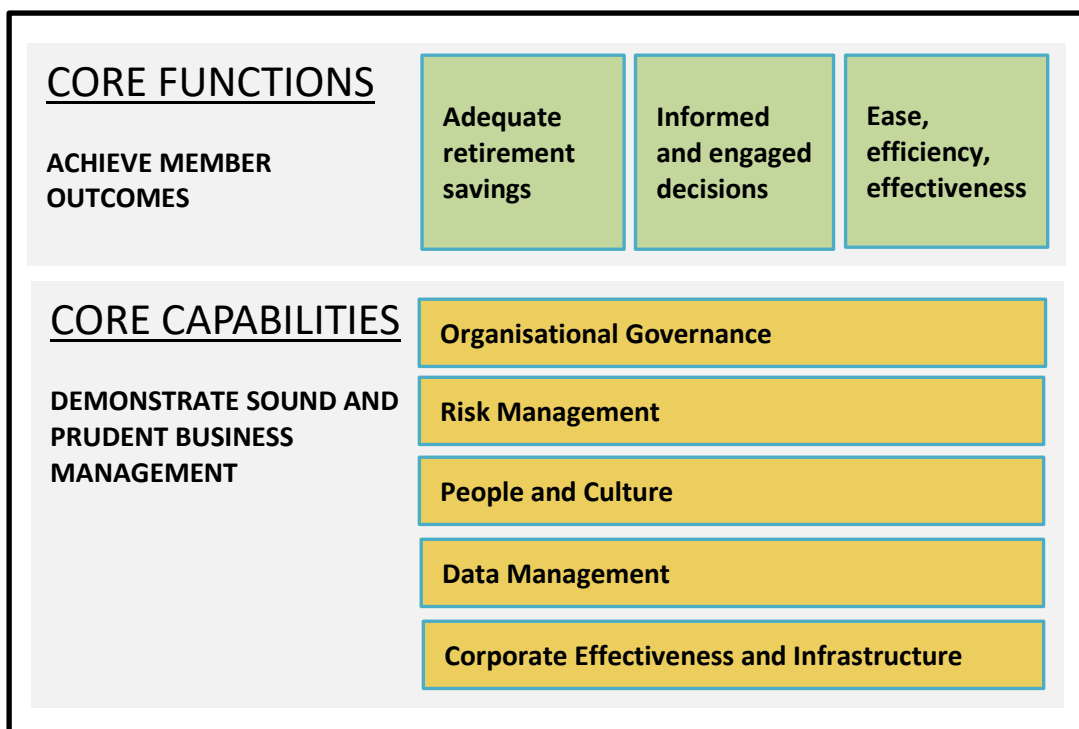 CORE FUNCTIONS
ACHIEVE MEMBER
OUTCOMES
Adequate
retirement
savings
Informed
and engaged
decisions
Ease,
efficiency,
effectiveness
CORE CAPABILITIES
DEMONSTRATE SOUND AND
PRUDENT BUSINESS
MANAGEMENT
Organisational Governance
Risk Management
People and Culture
Data Management
Corporate Effectiveness and Infrastructure